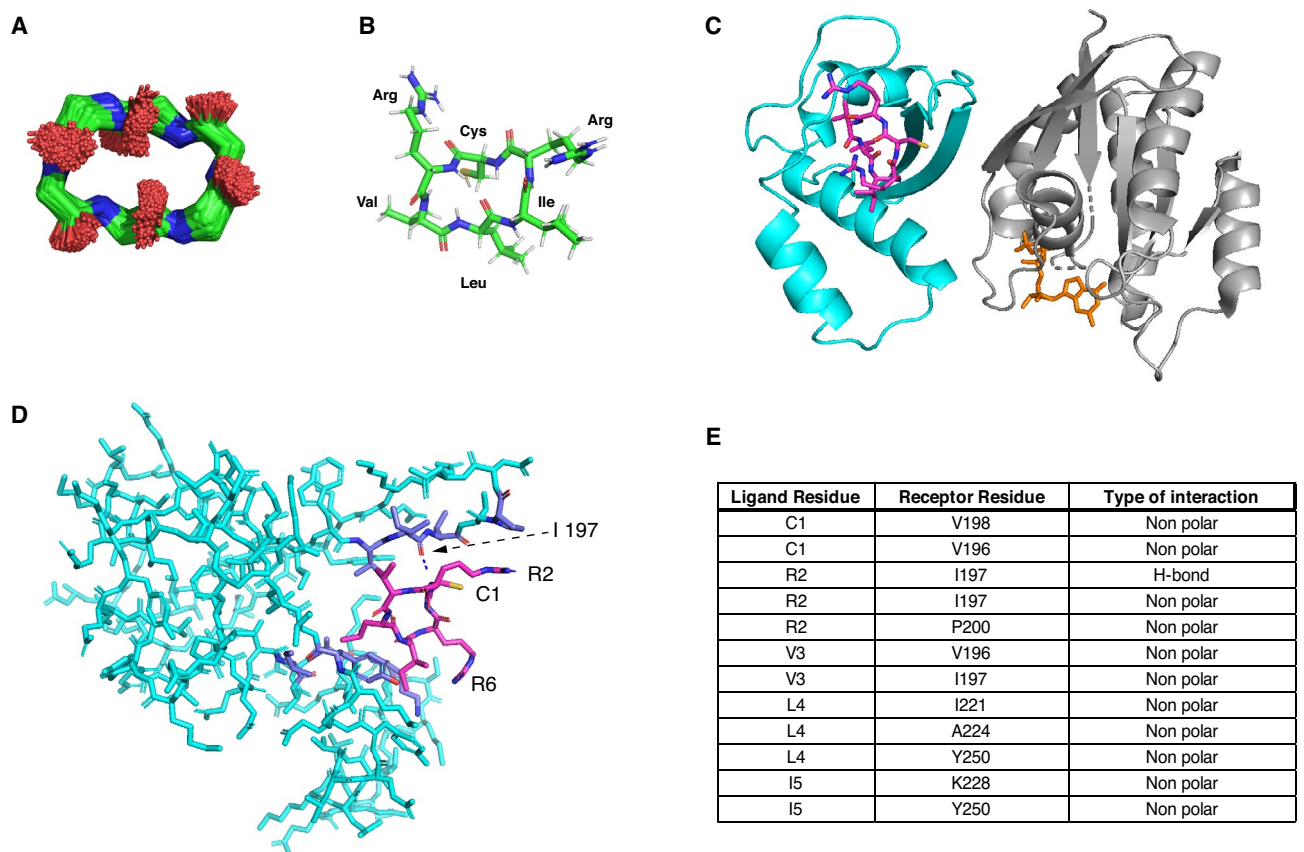 A
B
C
Arg
Cys
Arg
Val
Ile
Leu
D
I 197
R2
C1
R6
E
Ligand Residue Receptor Residue Type of interaction
C1 V198 Non polar
C1 V196 Non polar
R2 I197 H-bond
R2 I197 Non polar
R2 P200 Non polar
V3 V196 Non polar
V3 I197 Non polar
L4 I221 Non polar
L4 A224 Non polar
L4 Y250 Non polar
I5 K228 Non polar
I5 Y250 Non polar